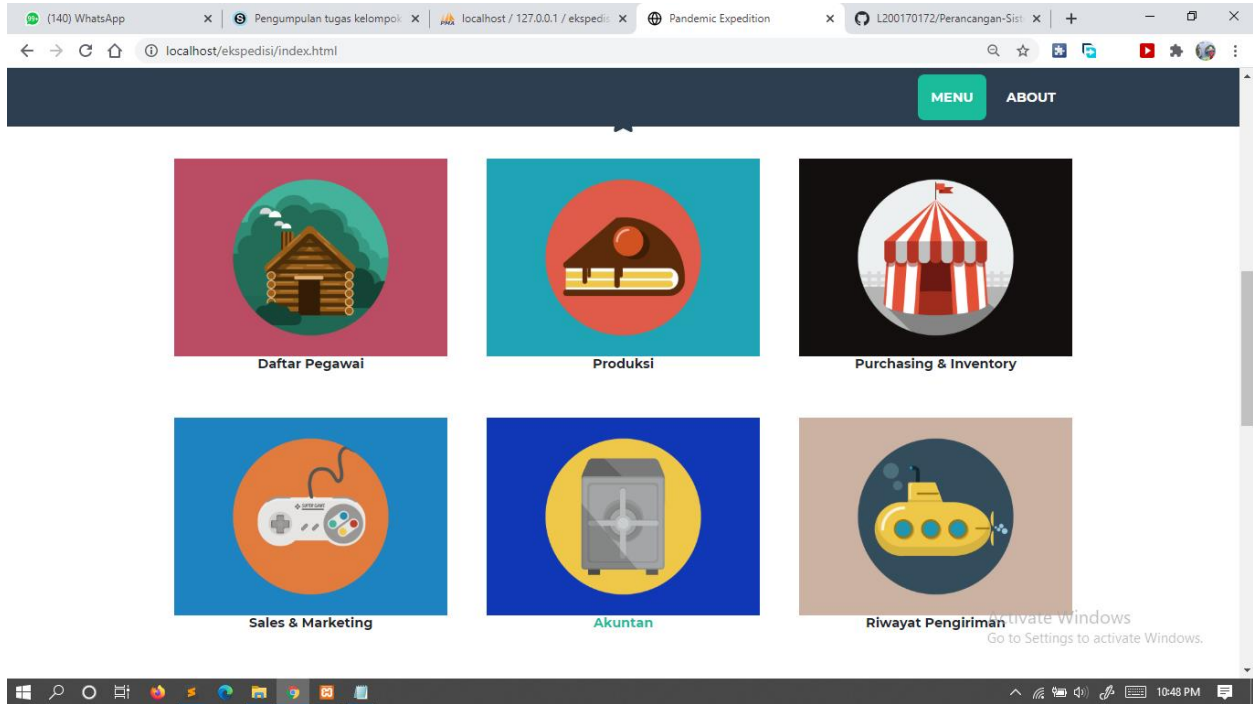 (140) WhatsApp
Pengumpulan tugas kelompok
localhost / 127.0.0.1 / ekspedis
Pandemic Expedition
L200170172/Perancangan-Sist
localhost/ekspedisi/index.html
MENU ABOUT
Daftar Pegawai
Produksi
Purchasing & Inventory
Sales & Marketing
Akuntan
Riwayat Pengiriman
Activate Windows
Go to Settings to activate Windows.
10:48 PM